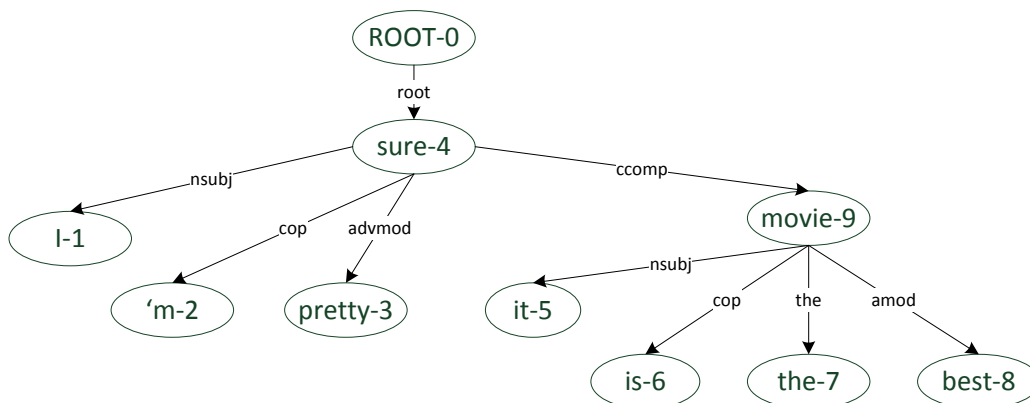 ROOT-0
root
sure-4
nsubj
ccomp
cop
advmod
I-1
movie-9
nsubj
'm-2
pretty-3
it-5
cop
the
amod
is-6
the-7
best-8